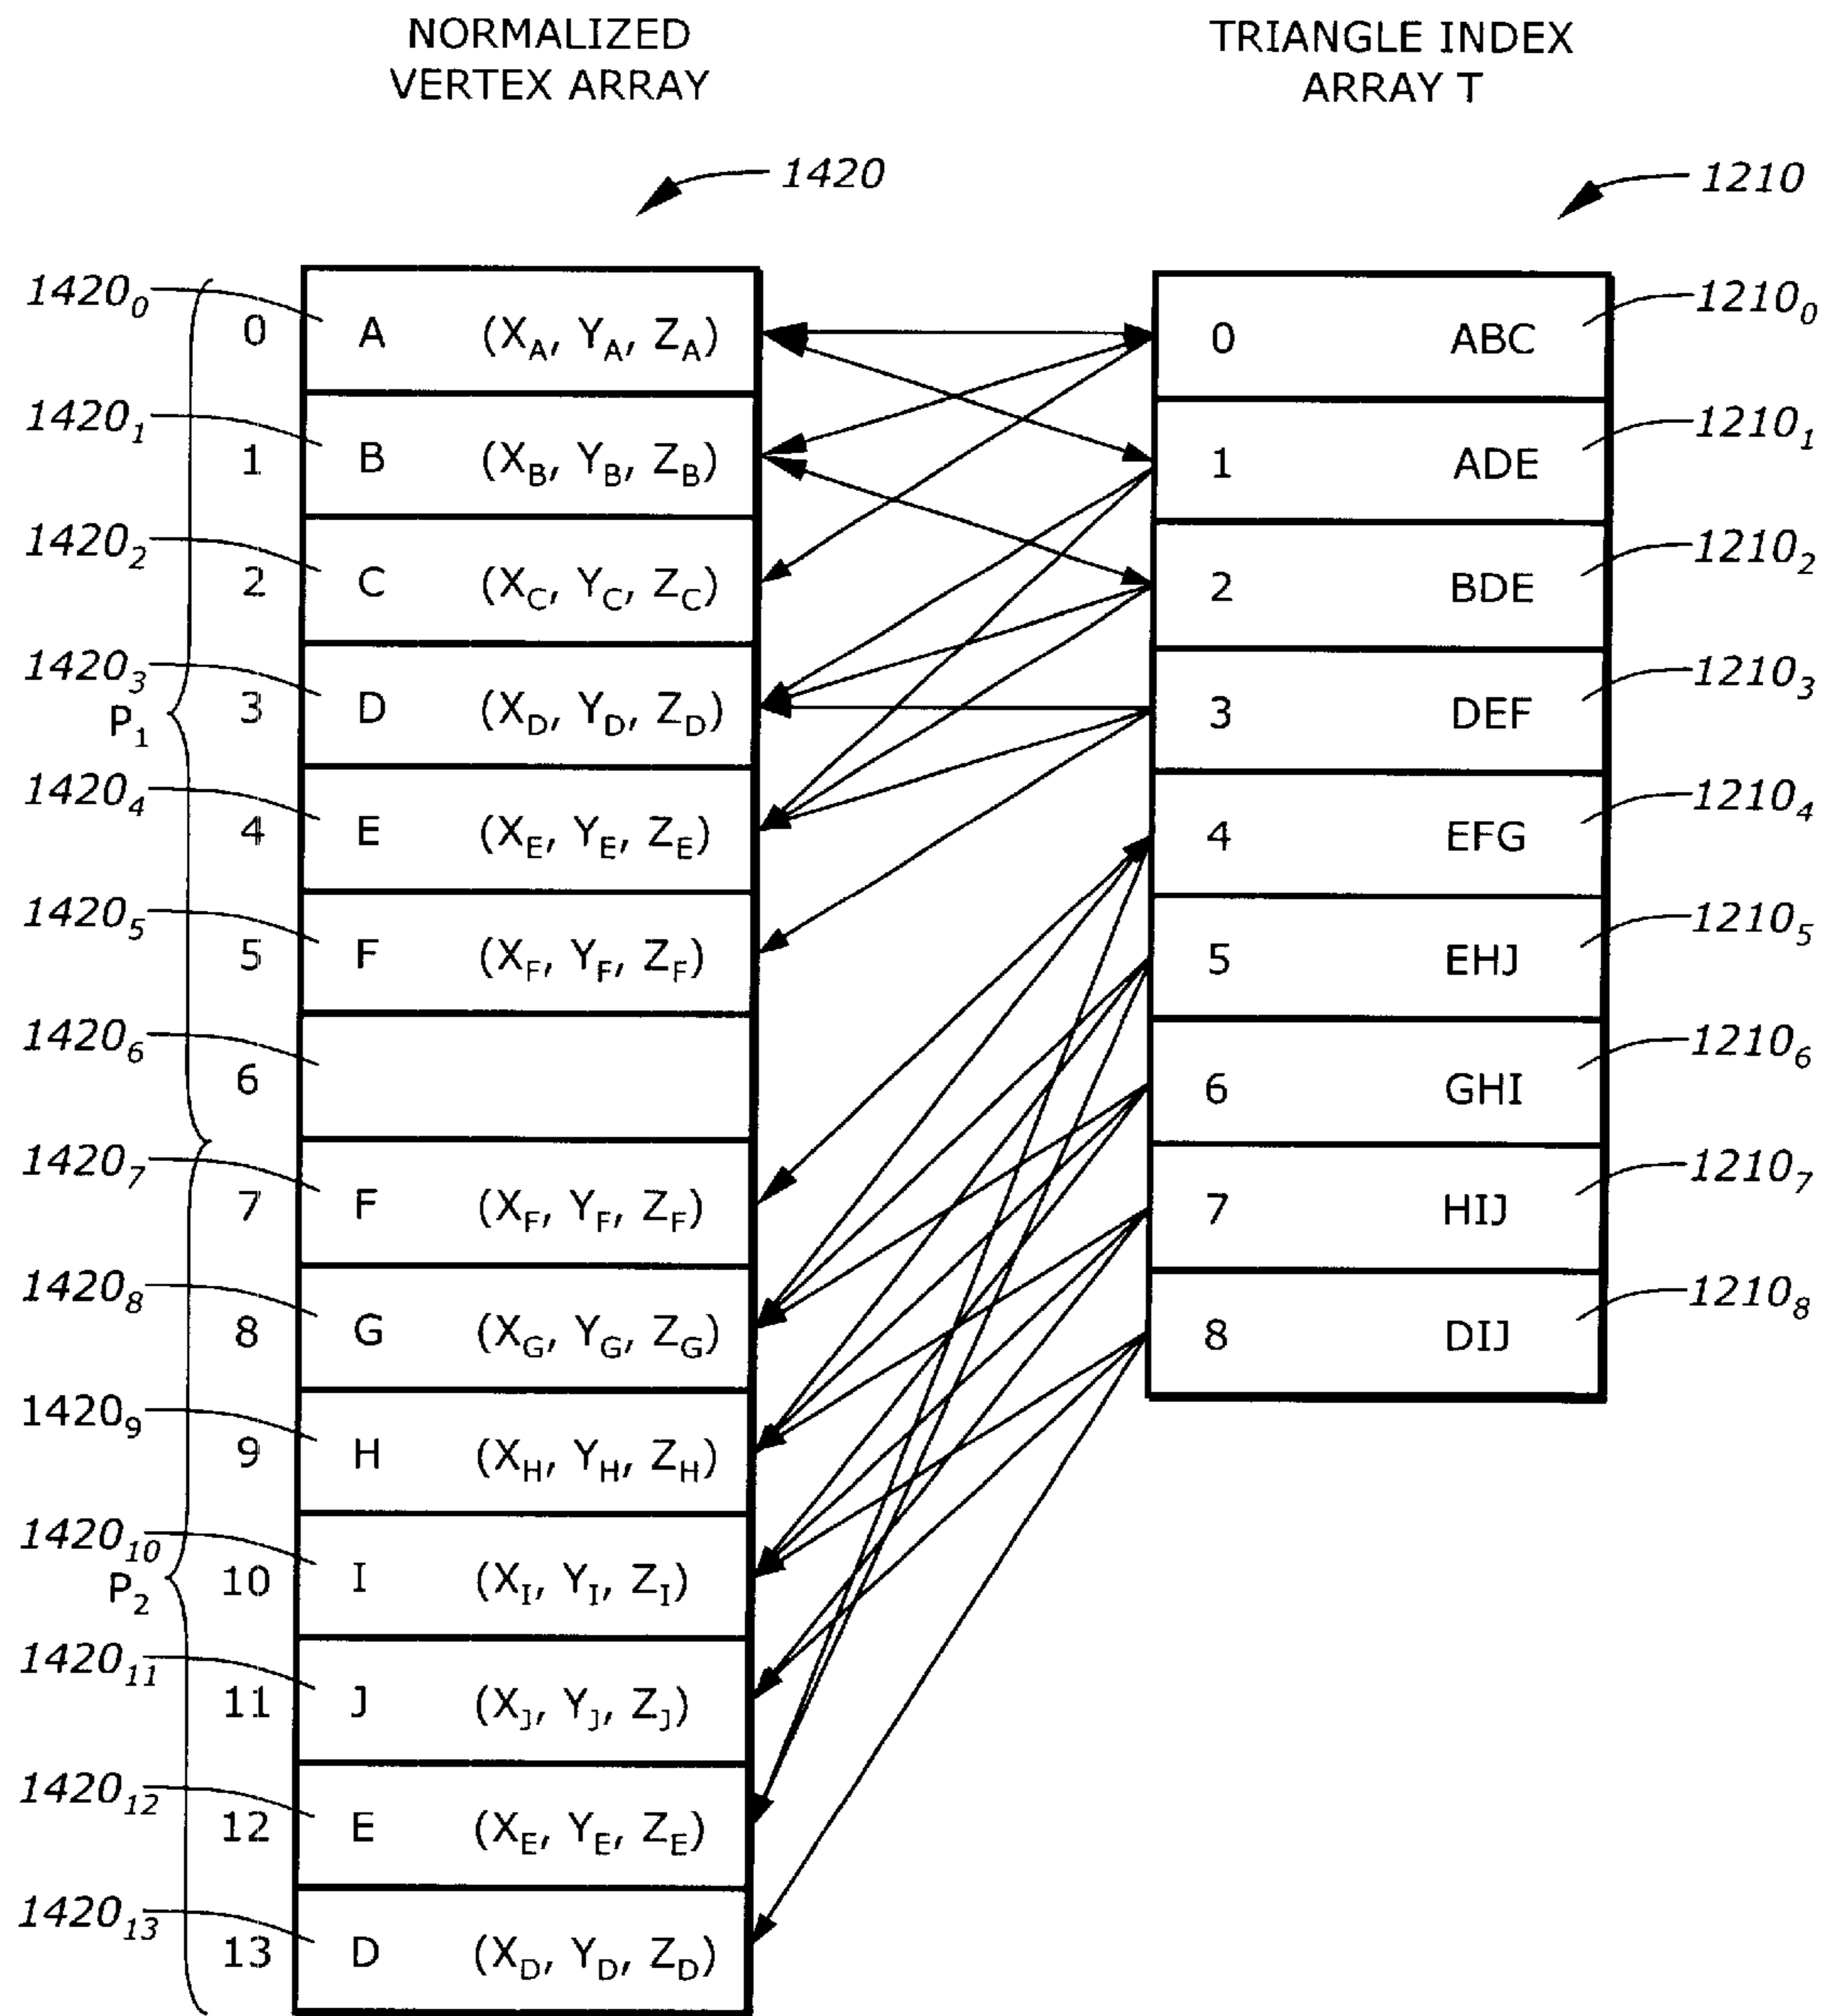 NORMALIZED
VERTEX ARRAY
TRIANGLE INDEX
ARRAY T
1420
1210
1420₀
0 A (X_A, Y_A, Z_A)
1420₁
1 B (X_B, Y_B, Z_B)
1420₂
2 C (X_C, Y_C, Z_C)
1420₃
P₁
3 D (X_D, Y_D, Z_D)
1420₄
4 E (X_E, Y_E, Z_E)
1420₅
5 F (X_F, Y_F, Z_F)
1420₆
6
1420₇
7 F (X_F, Y_F, Z_F)
1420₈
8 G (X_G, Y_G, Z_G)
1420₉
9 H (X_H, Y_H, Z_H)
1420₁₀
P₂
10 I (X_I, Y_I, Z_I)
1420₁₁
11 J (X_J, Y_J, Z_J)
1420₁₂
12 E (X_E, Y_E, Z_E)
1420₁₃
13 D (X_D, Y_D, Z_D)
0 ABC
1210₀
1 ADE
1210₁
2 BDE
1210₂
3 DEF
1210₃
4 EFG
1210₄
5 EHJ
1210₅
6 GHI
1210₆
7 HIJ
1210₇
8 DIJ
1210₈